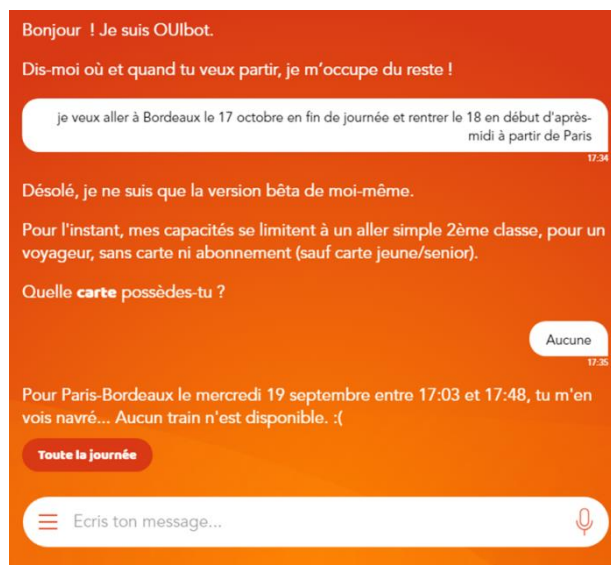 Bonjour ! Je suis OUIbot.
Dis-moi où et quand tu veux partir, je m'occupe du reste !
je veux aller à Bordeaux le 17 octobre en fin de journée et rentrer le 18 en début d'après-
midi à partir de Paris
17:34
Désolé, je ne suis que la version bêta de moi-même.
Pour l'instant, mes capacités se limitent à un aller simple 2ème classe, pour un
voyageur, sans carte ni abonnement (sauf carte jeune/senior).
Quelle carte possèdes-tu ?
Aucune
17:35
Pour Paris-Bordeaux le mercredi 19 septembre entre 17:03 et 17:48, tu m'en
vois navré... Aucun train n'est disponible. :(
Toute la journée
Ecris ton message...